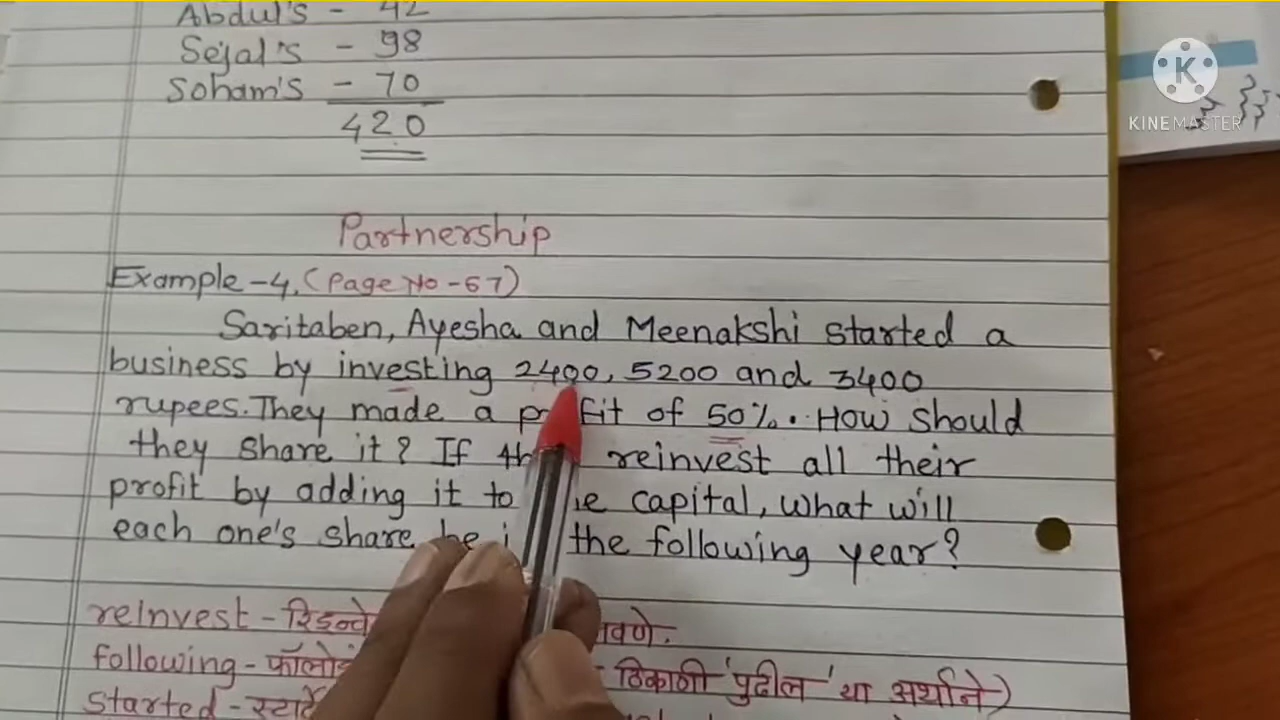 Abdul's - 42
Sejal's - 98
Soham's - 70
420
KINEMASTER
Partnership
Example-4. (Page No-67)
Saritaben, Ayesha and Meenakshi started a
business by investing 2400, 5200 and 3400
rupees. They made a profit of 50%. How should
they share it? If reinvest all their
profit by adding it to capital, what will
each one's share be the following year?
reinvest -
following -
ठिकाणी 'पुढील' या अर्थाने)
started -